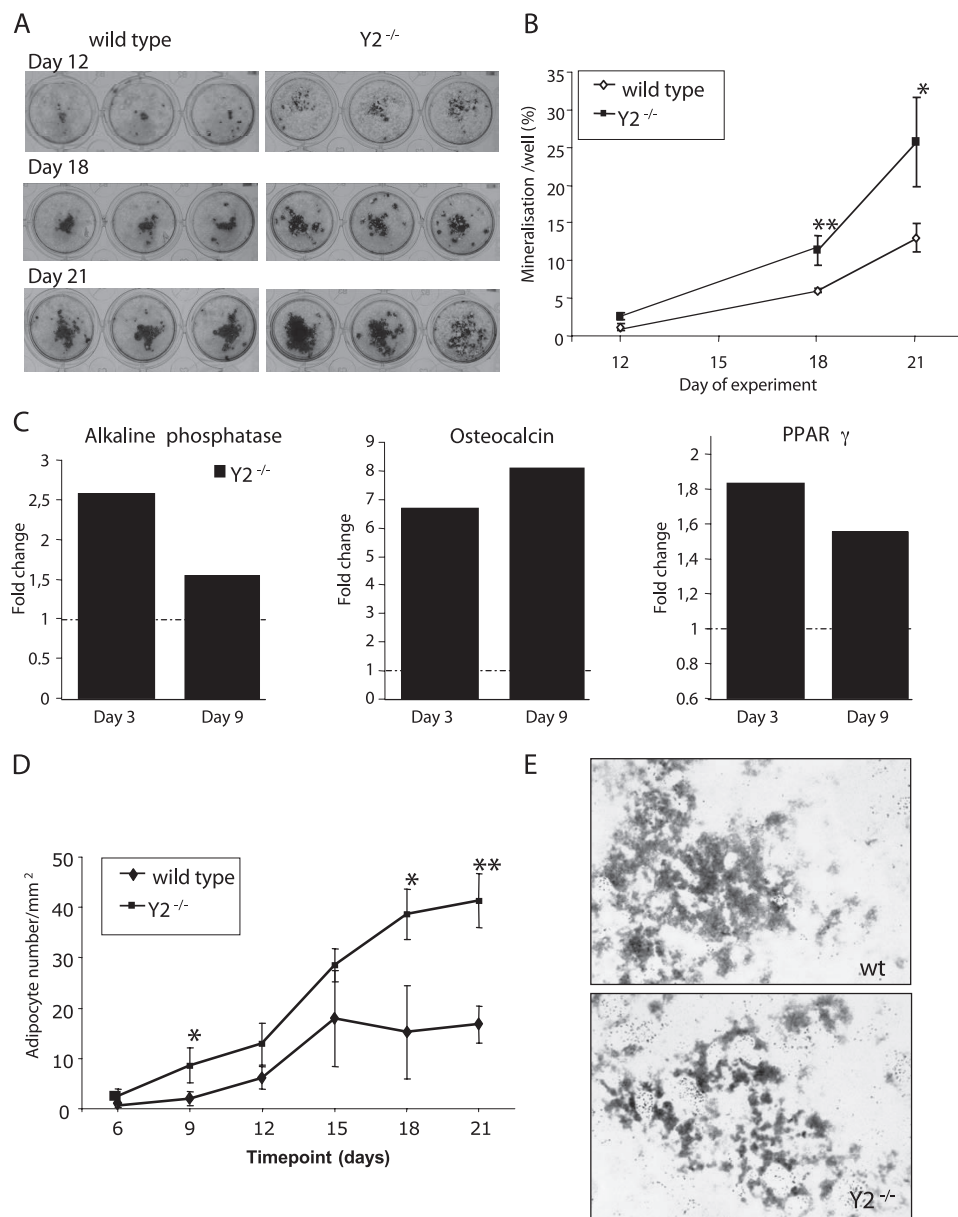 A
wild type
Y2 -/-
Day 12
Day 18
Day 21
B
35
30
25
20
15
10
5
0
Mineralisation /well (%)
wild type
Y2 -/-
*
**
12 15 18 21
Day of experiment
C
Alkaline phosphatase
3
2,5
2
1,5
1
0.5
0
Fold change
Y2 -/-
Day 3 Day 9
Osteocalcin
9
8
7
6
5
4
3
2
1
0
Fold change
Day 3 Day 9
PPAR γ
2
1,8
1,6
1,4
1,2
1
0.8
0.6
Fold change
Day 3 Day 9
D
50
40
30
20
10
0
Adipocyte number/mm2
wild type
Y2 -/-
*
*
**
6 9 12 15 18 21
Timepoint (days)
E
wt
Y2 -/-